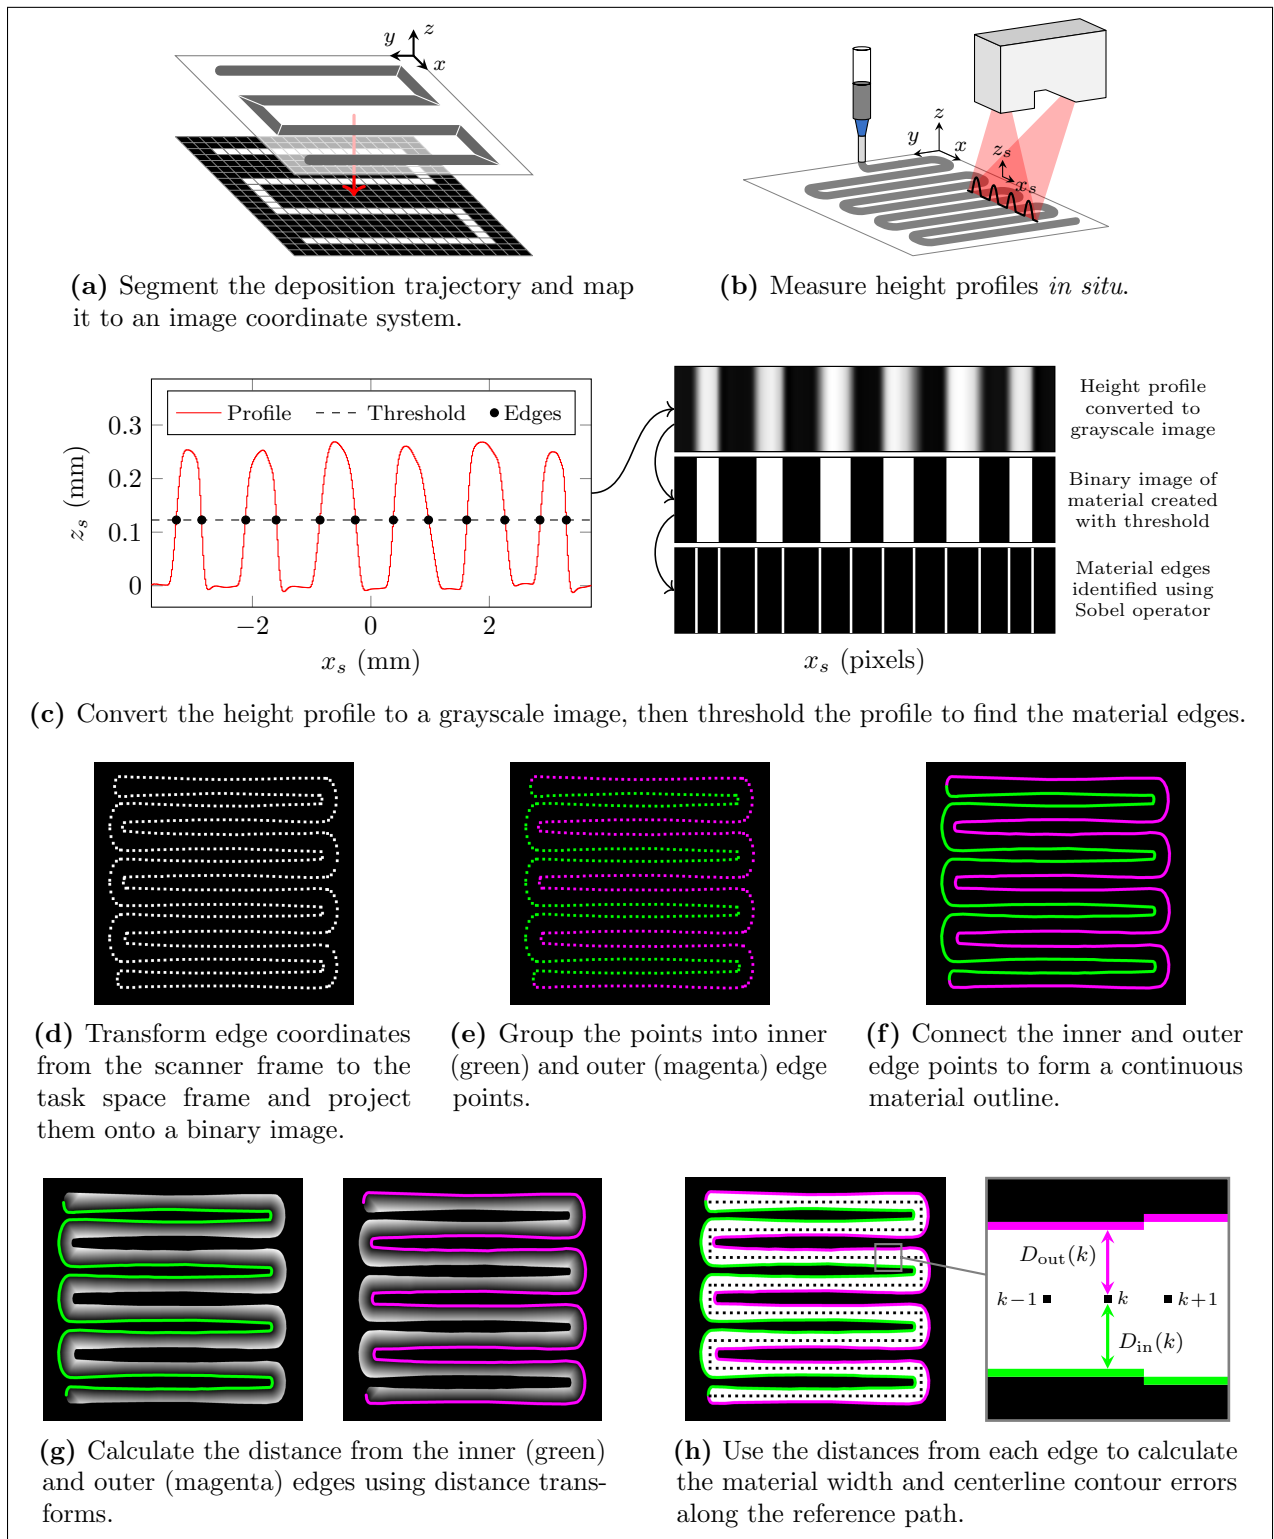 z
y
x
(a) Segment the deposition trajectory and map
it to an image coordinate system.
z
y
x
z_s
x_s
(b) Measure height profiles in situ.
Profile Threshold Edges
0.3
0.2
0.1
0
z_s (mm)
−2 0 2
x_s (mm)
Height profile
converted to
grayscale image
Binary image of
material created
with threshold
Material edges
identified using
Sobel operator
x_s (pixels)
(c) Convert the height profile to a grayscale image, then threshold the profile to find the material edges.
(d) Transform edge coordinates
from the scanner frame to the
task space frame and project
them onto a binary image.
(e) Group the points into inner
(green) and outer (magenta) edge
points.
(f) Connect the inner and outer
edge points to form a continuous
material outline.
D_out(k)
k−1 k k+1
D_in(k)
(g) Calculate the distance from the inner (green)
and outer (magenta) edges using distance trans-
forms.
(h) Use the distances from each edge to calculate
the material width and centerline contour errors
along the reference path.